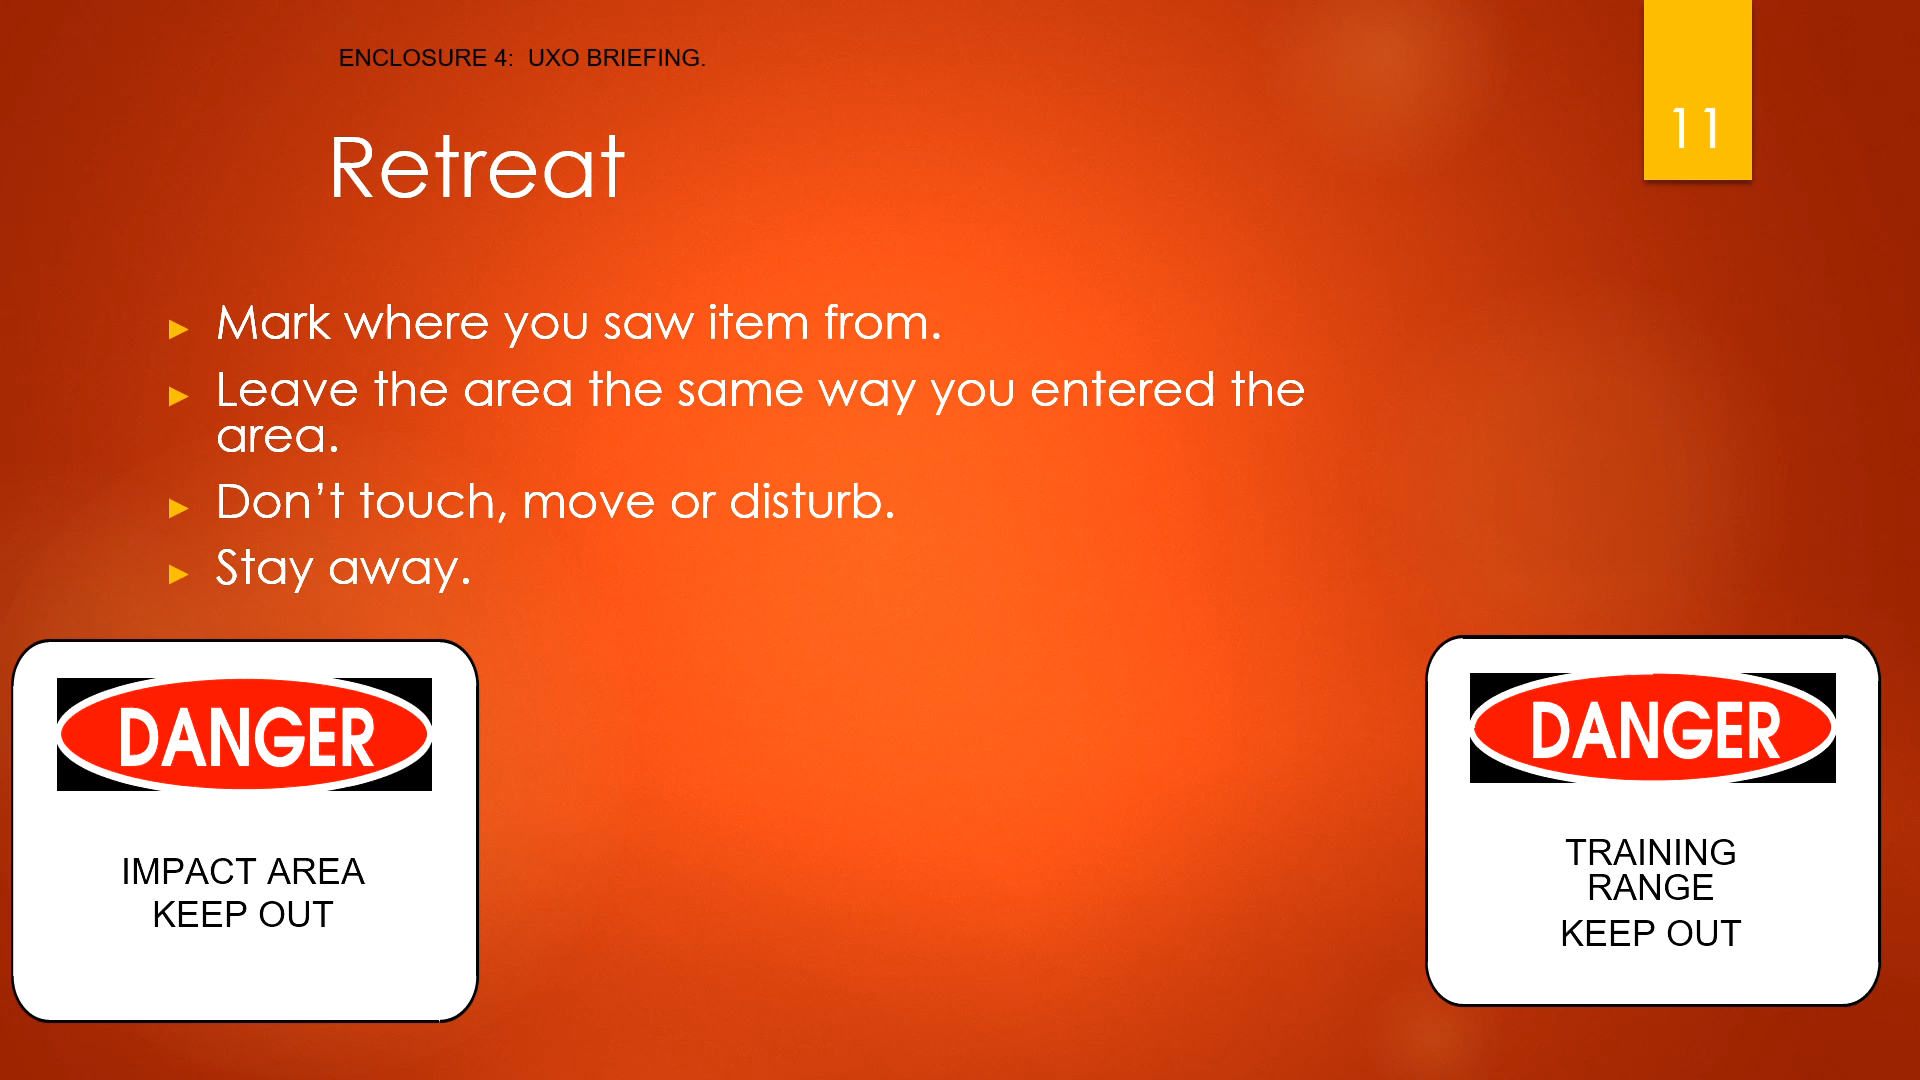 ENCLOSURE 4:  UXO BRIEFING.
11
Retreat
Mark where you saw item from.
Leave the area the same way you entered the
area.
Don’t touch, move or disturb.
Stay away.
DANGER
IMPACT AREA
KEEP OUT
DANGER
TRAINING
RANGE
KEEP OUT